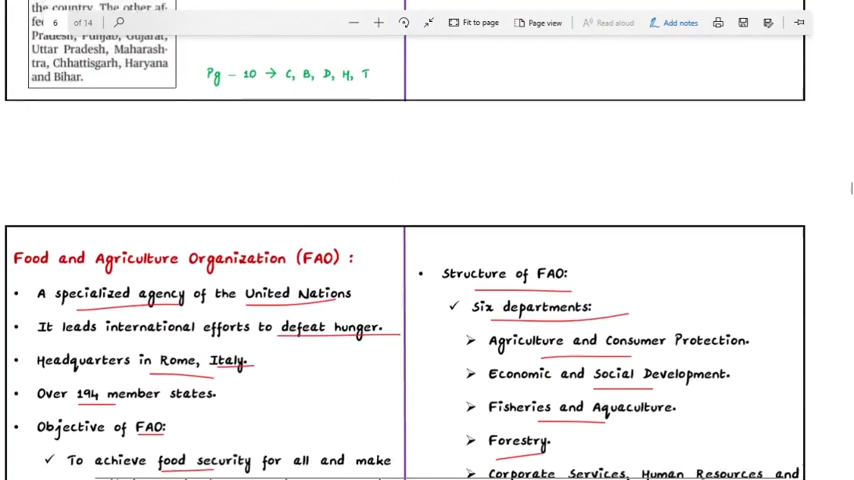 the country. The other af-
6 of 14
Fit to page
Page view
Read aloud
Add notes
Pradesh, Punjab, Gujarat,
Uttar Pradesh, Maharash-
tra, Chhattisgarh, Haryana
and Bihar.
Pg - 10 → C, B, D, H, T
Food and Agriculture Organization (FAO) :
• A specialized agency of the United Nations
• It leads international efforts to defeat hunger.
• Headquarters in Rome, Italy.
• Over 194 member states.
• Objective of FAO:
✓ To achieve food security for all and make
• Structure of FAO:
✓ Six departments:
➢ Agriculture and Consumer Protection.
➢ Economic and Social Development.
➢ Fisheries and Aquaculture.
➢ Forestry.
➢ Corporate Services, Human Resources and